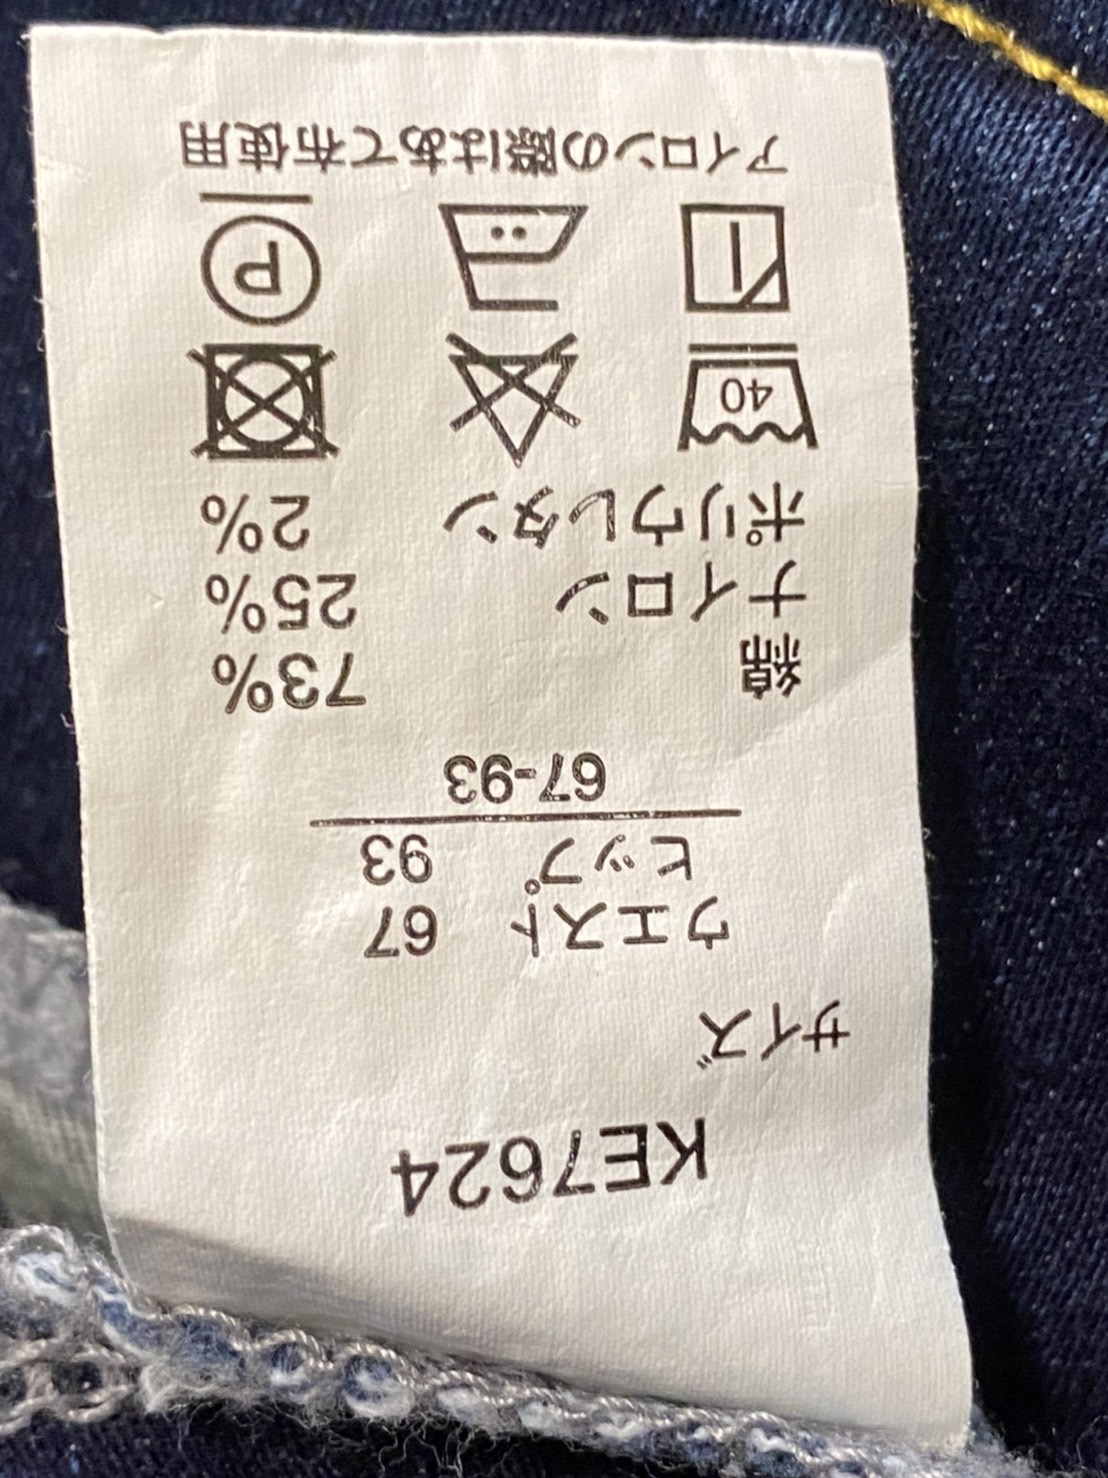 KE7624
サイズ
ウエスト 67
ヒップ 93
67-93
綿 73%
ナイロン 25%
ポリウレタン 2%
40
P
アイロンの際はあて布使用